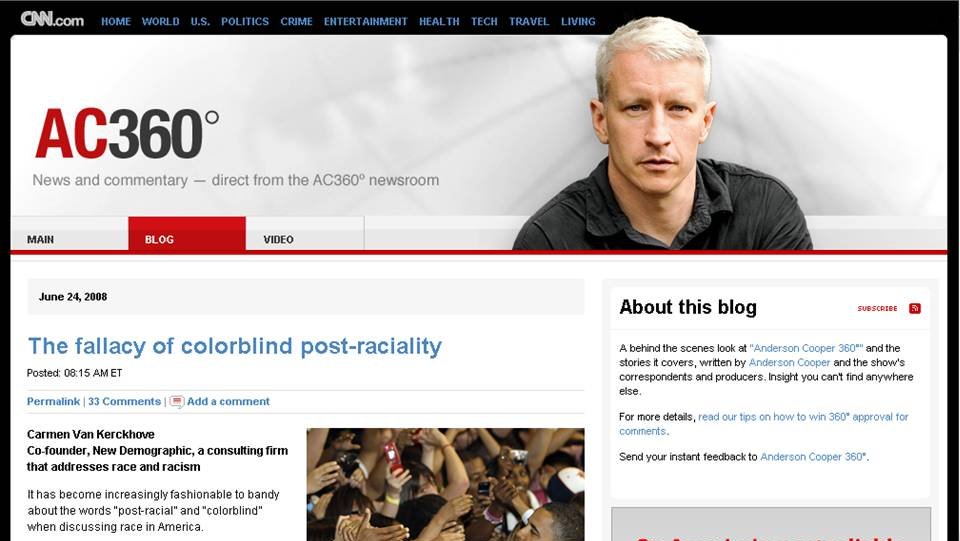 CNN.com HOME WORLD U.S. POLITICS CRIME ENTERTAINMENT HEALTH TECH TRAVEL LIVING
AC360°
News and commentary — direct from the AC360º newsroom
MAIN BLOG VIDEO
June 24, 2008
The fallacy of colorblind post-raciality
Posted: 08:15 AM ET
Permalink | 33 Comments | Add a comment
Carmen Van Kerckhove
Co-founder, New Demographic, a consulting firm
that addresses race and racism
It has become increasingly fashionable to bandy
about the words "post-racial" and "colorblind"
when discussing race in America.
About this blog
SUBSCRIBE
A behind the scenes look at "Anderson Cooper 360°" and the
stories it covers, written by Anderson Cooper and the show's
correspondents and producers. Insight you can't find anywhere
else.
For more details, read our tips on how to win 360° approval for
comments.
Send your instant feedback to Anderson Cooper 360°.